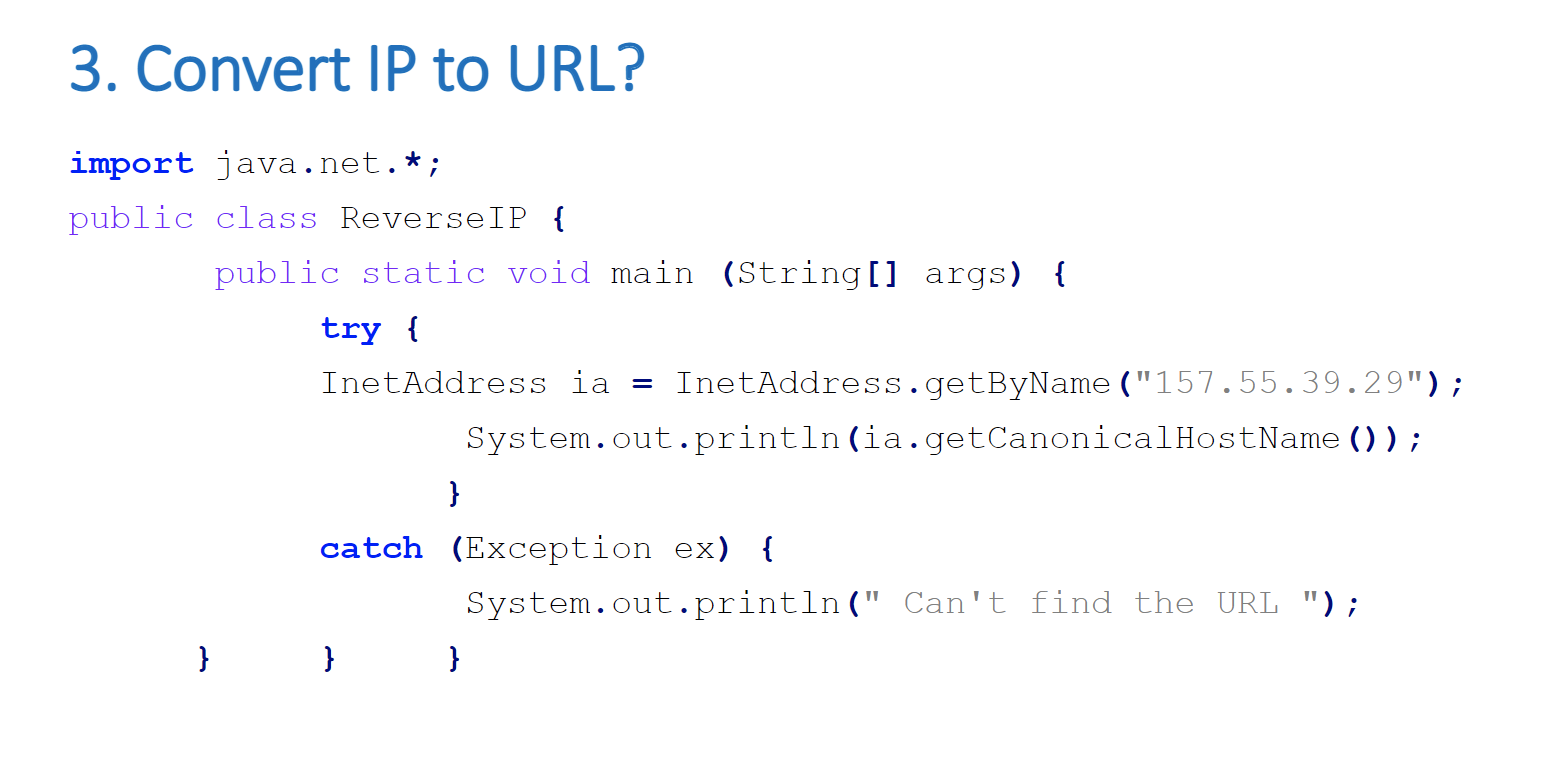 3. Convert IP to URL?
import java.net.*;
public class ReverseIP {
public static void main (String[] args) {
try {
InetAddress ia = InetAddress.getByName("157.55.39.29");
System.out.println(ia.getCanonicalHostName());
}
catch (Exception ex) {
System.out.println(" Can't find the URL ");
} } }